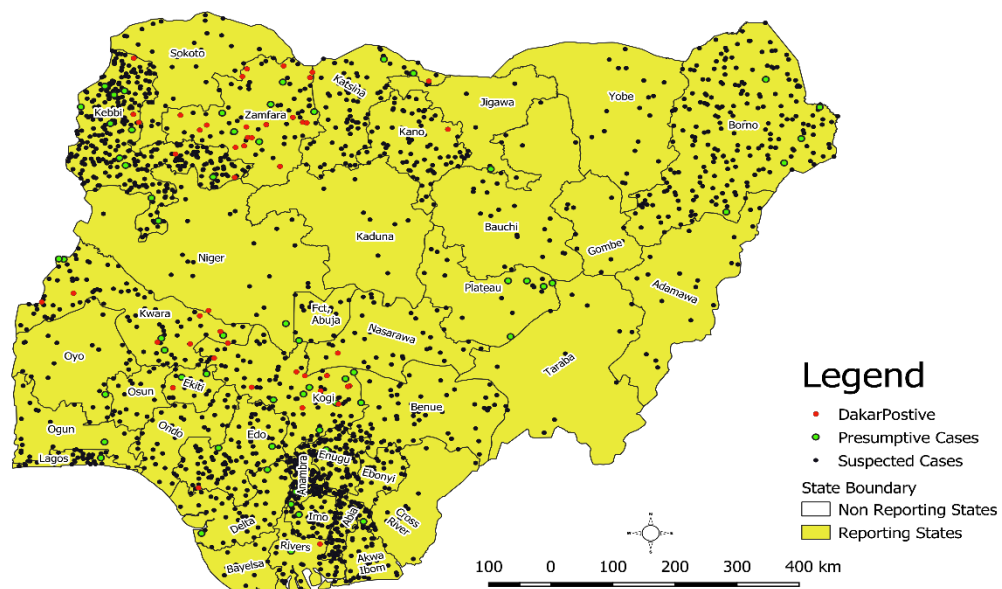 Sokoto
Kebbi
Zamfara
Katsina
Kano
Jigawa
Yobe
Borno
Niger
Kaduna
Bauchi
Gombe
Adamawa
Plateau
Fct,
Abuja
Nasarawa
Kwara
Oyo
Taraba
Osun
Ekiti
Kogi
Benue
Ogun
Ondo
Edo
Lagos
Anambra
Enugu
Ebonyi
Delta
Imo
Abia
Cross
River
Rivers
Bayelsa
Akwa
Ibom
Legend
DakarPostive
Presumptive Cases
Suspected Cases
State Boundary
Non Reporting States
Reporting States
N
W
E
S
100 0 100 200 300 400 km